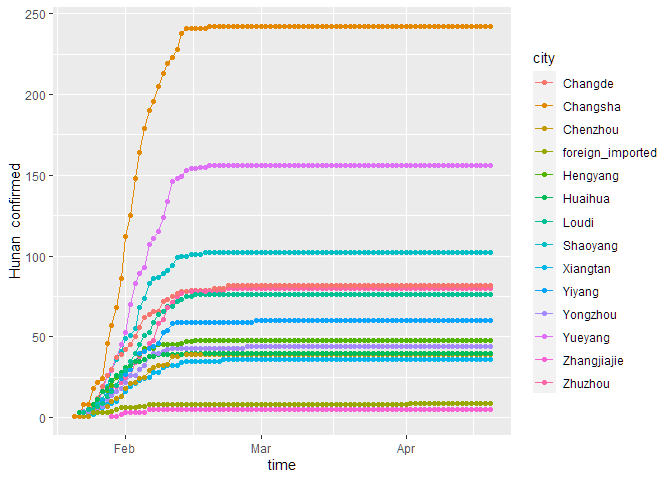 250
200
150
100
50
0
Hunan confirmed
Feb
Mar
Apr
time
city
Changde
Changsha
Chenzhou
foreign_imported
Hengyang
Huaihua
Loudi
Shaoyang
Xiangtan
Yiyang
Yongzhou
Yueyang
Zhangjiajie
Zhuzhou